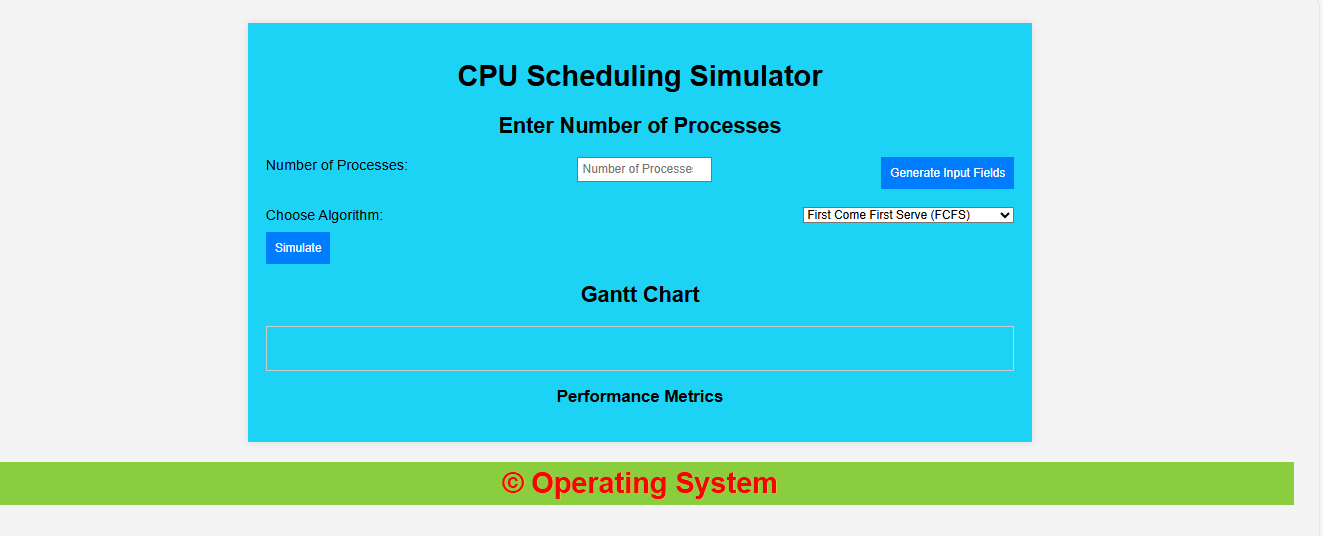 CPU Scheduling Simulator
Enter Number of Processes
Number of Processes:
Number of Processe
Generate Input Fields
Choose Algorithm:
First Come First Serve (FCFS)
Simulate
Gantt Chart
Performance Metrics
© Operating System